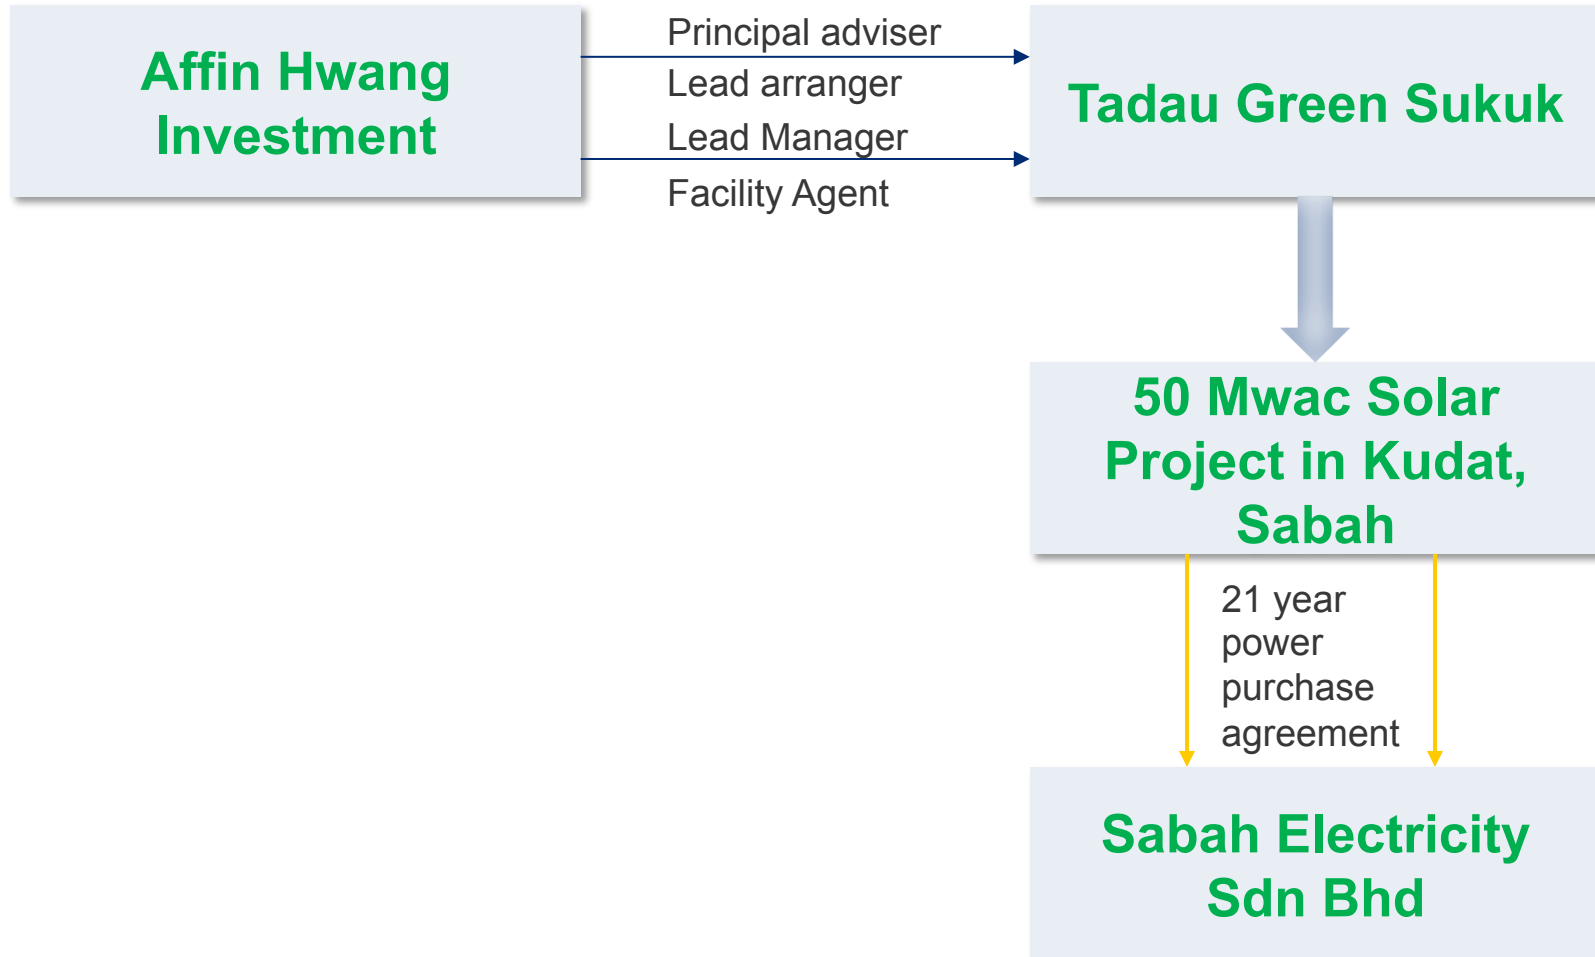 Affin Hwang
Investment
Principal adviser
Lead arranger
Lead Manager
Facility Agent
Tadau Green Sukuk
50 Mwac Solar
Project in Kudat,
Sabah
21 year
power
purchase
agreement
Sabah Electricity
Sdn Bhd